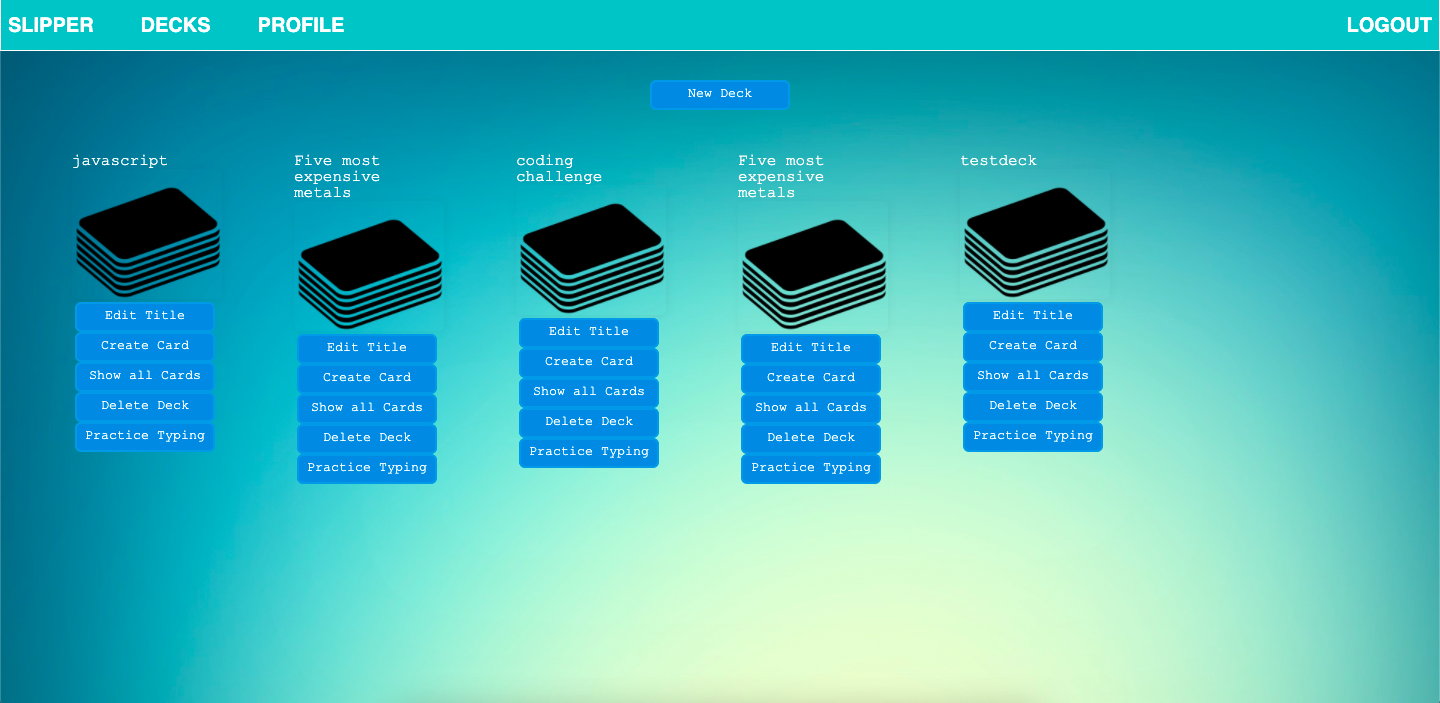 SLIPPER DECKS PROFILE LOGOUT
New Deck
javascript
Edit Title
Create Card
Show all Cards
Delete Deck
Practice Typing
Five most
expensive
metals
Edit Title
Create Card
Show all Cards
Delete Deck
Practice Typing
coding
challenge
Edit Title
Create Card
Show all Cards
Delete Deck
Practice Typing
Five most
expensive
metals
Edit Title
Create Card
Show all Cards
Delete Deck
Practice Typing
testdeck
Edit Title
Create Card
Show all Cards
Delete Deck
Practice Typing